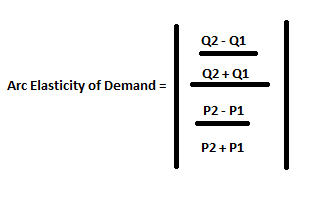 Q2 - Q1
Q2 + Q1
Arc Elasticity of Demand =
P2 - P1
P2 + P1